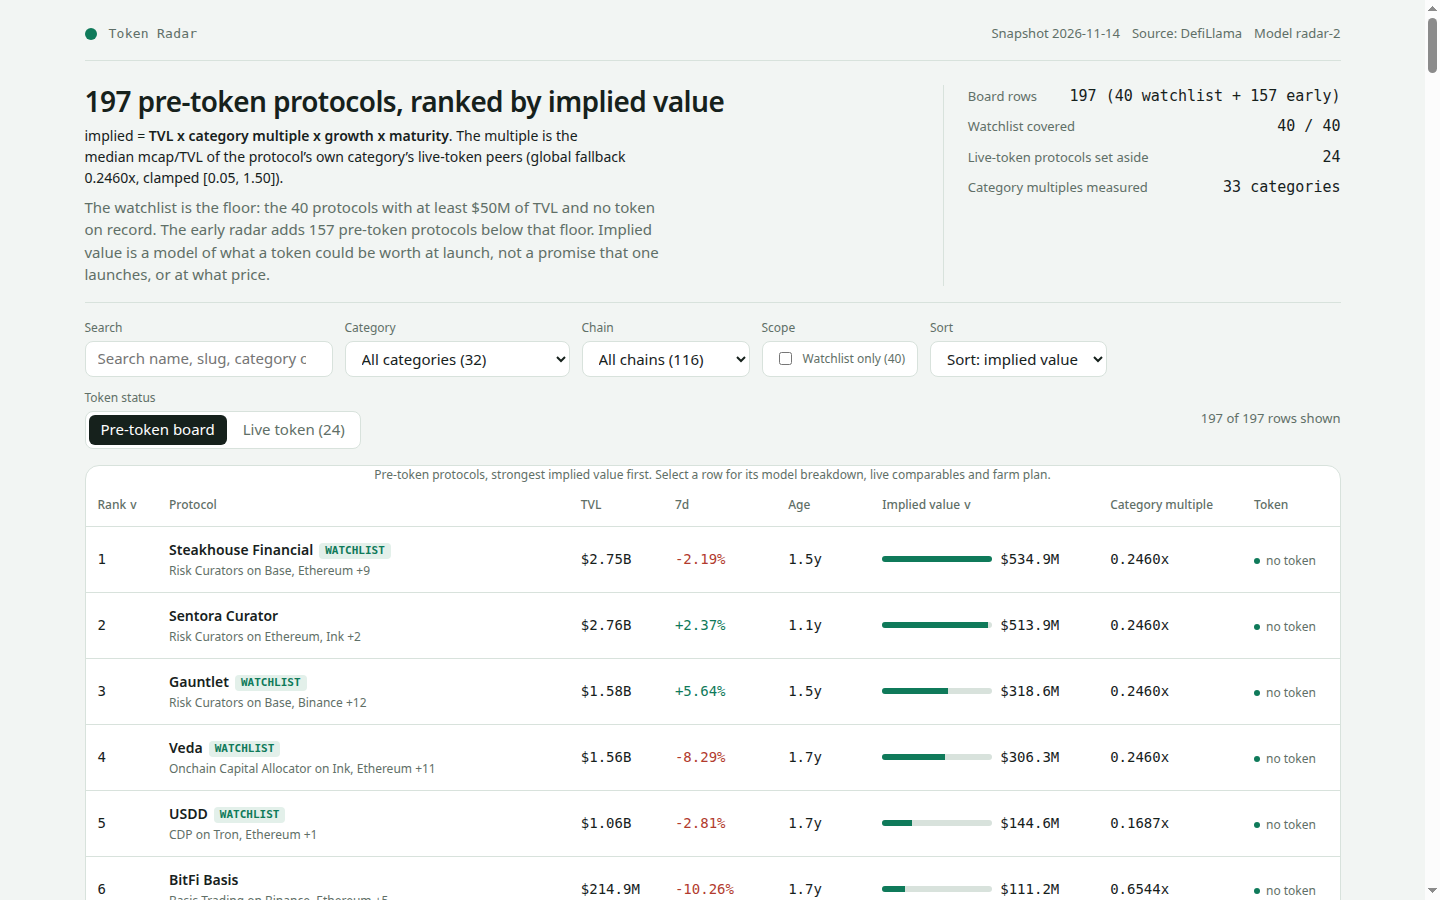 Token Radar
Snapshot 2026-11-14 Source: DefiLlama Model radar-2
197 pre-token protocols, ranked by implied value
implied = TVL x category multiple x growth x maturity. The multiple is the
median mcap/TVL of the protocol's own category's live-token peers (global fallback
0.2460x, clamped [0.05, 1.50]).
The watchlist is the floor: the 40 protocols with at least $50M of TVL and no token
on record. The early radar adds 157 pre-token protocols below that floor. Implied
value is a model of what a token could be worth at launch, not a promise that one
launches, or at what price.
Board rows 197 (40 watchlist + 157 early)
Watchlist covered 40 / 40
Live-token protocols set aside 24
Category multiples measured 33 categories
Search Category Chain Scope Sort
Search name, slug, category c All categories (32) All chains (116) Watchlist only (40) Sort: implied value
Token status
Pre-token board Live token (24)
197 of 197 rows shown
Pre-token protocols, strongest implied value first. Select a row for its model breakdown, live comparables and farm plan.
Rank v Protocol TVL 7d Age Implied value v Category multiple Token
1 Steakhouse Financial WATCHLIST $2.75B -2.19% 1.5y $534.9M 0.2460x no token
Risk Curators on Base, Ethereum +9
2 Sentora Curator $2.76B +2.37% 1.1y $513.9M 0.2460x no token
Risk Curators on Ethereum, Ink +2
3 Gauntlet WATCHLIST $1.58B +5.64% 1.5y $318.6M 0.2460x no token
Risk Curators on Base, Binance +12
4 Veda WATCHLIST $1.56B -8.29% 1.7y $306.3M 0.2460x no token
Onchain Capital Allocator on Ink, Ethereum +11
5 USDD WATCHLIST $1.06B -2.81% 1.7y $144.6M 0.1687x no token
CDP on Tron, Ethereum +1
6 BitFi Basis $214.9M -10.26% 1.7y $111.2M 0.6544x no token
Basis Trading on Binance, Ethereum +5